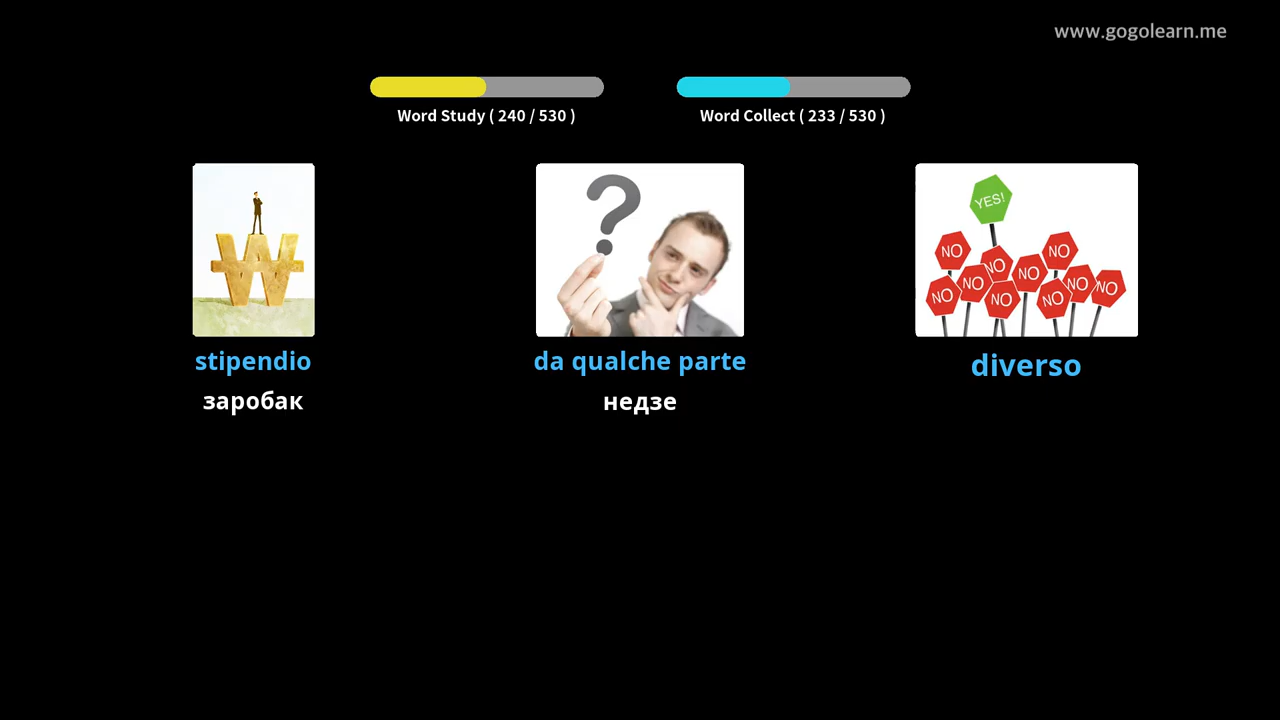 www.gogolearn.me
Word Study ( 240 / 530 )
Word Collect ( 233 / 530 )
YES!
NO
NO
NO
NO
NO
NO
NO
NO
NO
NO
stipendio
da qualche parte
diverso
заробак
недзе